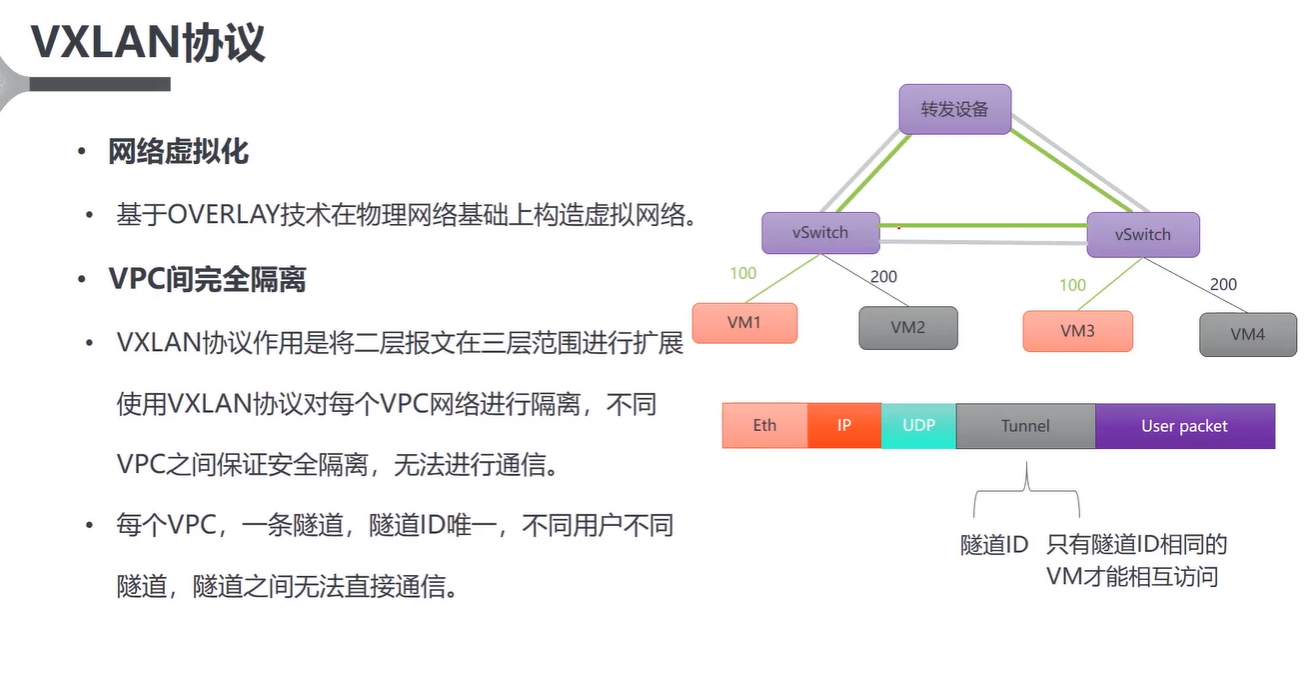 VXLAN协议
• 网络虚拟化
• 基于OVERLAY技术在物理网络基础上构造虚拟网络。
• VPC间完全隔离
• VXLAN协议作用是将二层报文在三层范围进行扩展
使用VXLAN协议对每个VPC网络进行隔离，不同
VPC之间保证安全隔离，无法进行通信。
• 每个VPC，一条隧道，隧道ID唯一，不同用户不同
隧道，隧道之间无法直接通信。
转发设备
vSwitch
vSwitch
100
200
100
200
VM1
VM2
VM3
VM4
Eth
IP
UDP
Tunnel
User packet
隧道ID
只有隧道ID相同的
VM才能相互访问